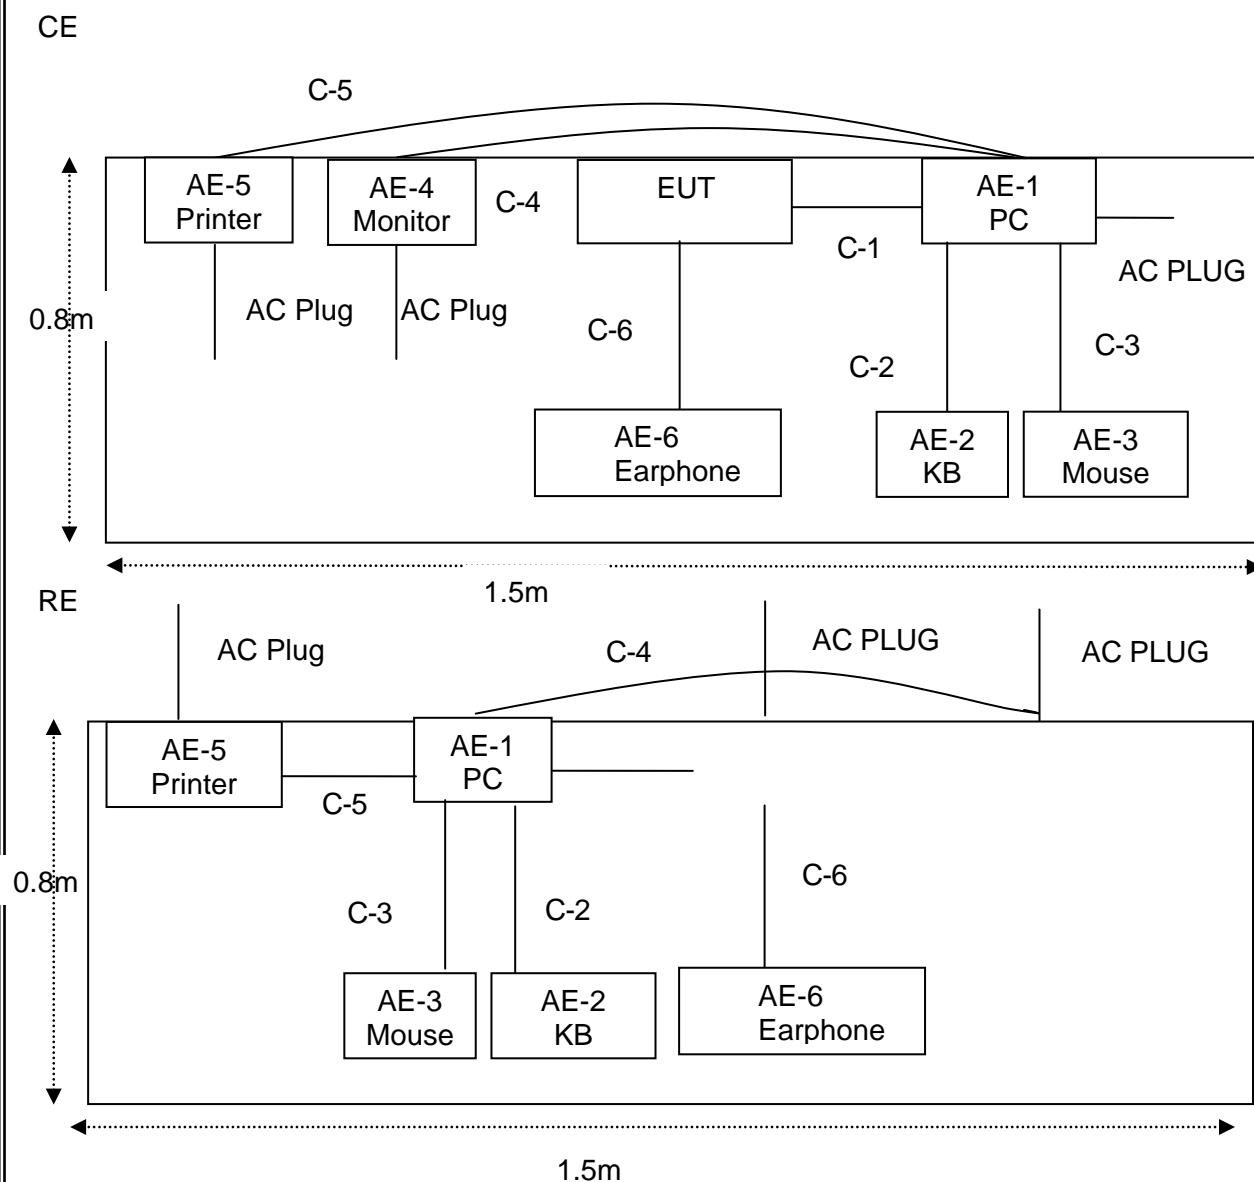 CE
C-5
AE-5
Printer
AE-4
Monitor
C-4
EUT
C-1
AE-1
PC
AC PLUG
0.8m
AC Plug
AC Plug
C-6
C-2
C-3
AE-6
Earphone
AE-2
KB
AE-3
Mouse
1.5m
RE
AC Plug
C-4
AC PLUG
AC PLUG
AE-5
Printer
C-5
AE-1
PC
0.8m
C-3
C-2
C-6
AE-3
Mouse
AE-2
KB
AE-6
Earphone
1.5m